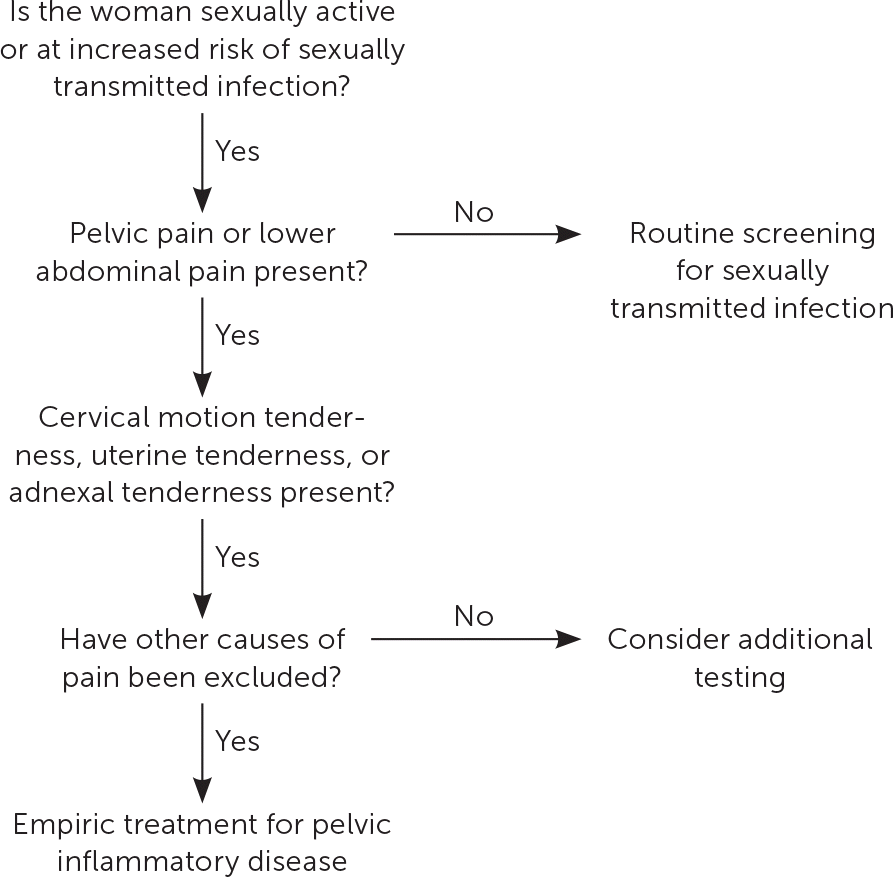 Is the woman sexually active
or at increased risk of sexually
transmitted infection?
Yes
Pelvic pain or lower
abdominal pain present?
No
Routine screening
for sexually
transmitted infection
Yes
Cervical motion tender-
ness, uterine tenderness, or
adnexal tenderness present?
Yes
Have other causes of
pain been excluded?
No
Consider additional
testing
Yes
Empiric treatment for pelvic
inflammatory disease